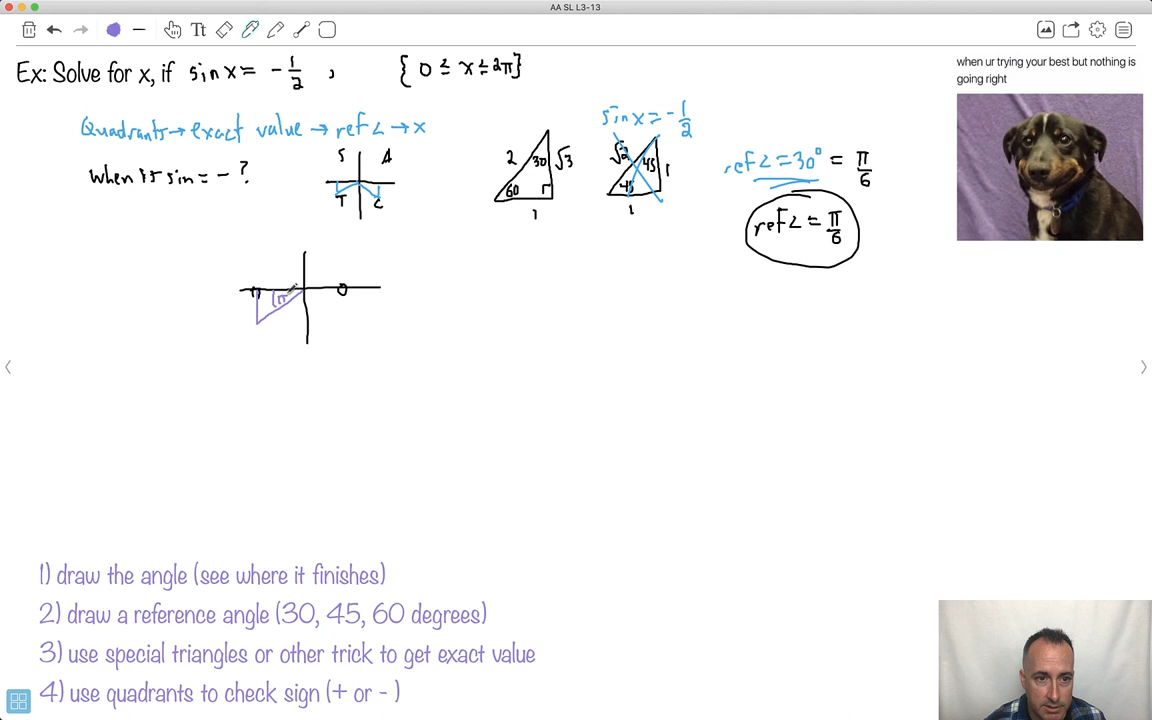 AA SL L3-13
Tt
Ex: Solve for x, if sin x = -1/2 , { 0 ≤ x ≤ 2π}
when ur trying your best but nothing is
going right
Quadrants → exact value → ref∠ → x
when is sin = - ?
S A
T C
2 30 √3
60
1
sin x = -1/2
√2 45 1
45
1
ref∠ = 30° = π/6
ref∠ = π/6
π (π 0
1) draw the angle (see where it finishes)
2) draw a reference angle (30, 45, 60 degrees)
3) use special triangles or other trick to get exact value
4) use quadrants to check sign (+ or - )